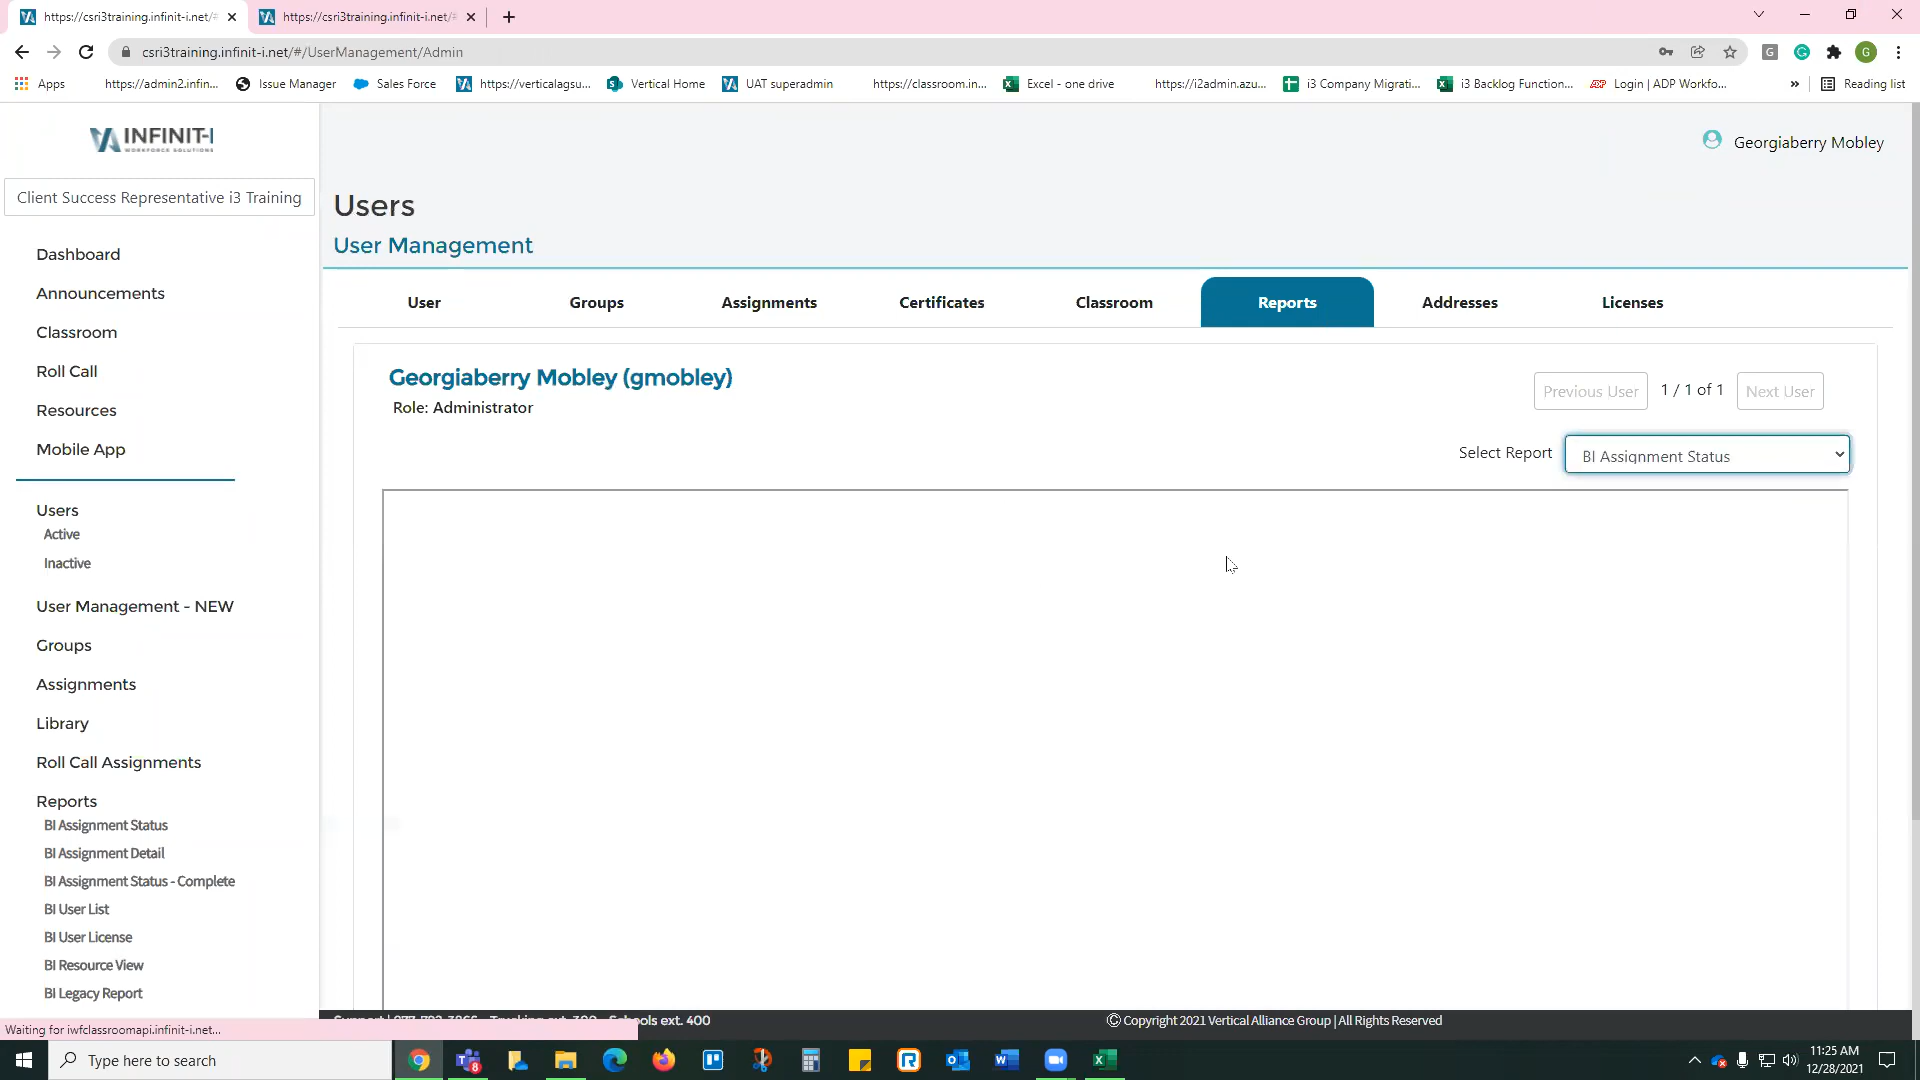 https://csri3training.infinit-i.net/#
https://csri3training.infinit-i.net/#
csri3training.infinit-i.net/#/UserManagement/Admin
Apps
https://admin2.infin...
Issue Manager
Sales Force
https://verticalagsu...
Vertical Home
UAT superadmin
https://classroom.in...
Excel - one drive
https://i2admin.azu...
i3 Company Migrati...
i3 Backlog Function...
Login | ADP Workfo...
»
Reading list
INFINIT-I
WORKFORCE SOLUTIONS
Georgiaberry Mobley
Client Success Representative i3 Training
Dashboard
Announcements
Classroom
Roll Call
Resources
Mobile App
Users
Active
Inactive
User Management - NEW
Groups
Assignments
Library
Roll Call Assignments
Reports
BI Assignment Status
BI Assignment Detail
BI Assignment Status - Complete
BI User List
BI User License
BI Resource View
BI Legacy Report
Users
User Management
User Groups Assignments Certificates Classroom Reports Addresses Licenses
Georgiaberry Mobley (gmobley)
Role: Administrator
Previous User 1 / 1 of 1 Next User
Select Report BI Assignment Status
ools ext. 400
© Copyright 2021 Vertical Alliance Group | All Rights Reserved
Waiting for iwfclassroomapi.infinit-i.net...
Type here to search
11:25 AM
12/28/2021